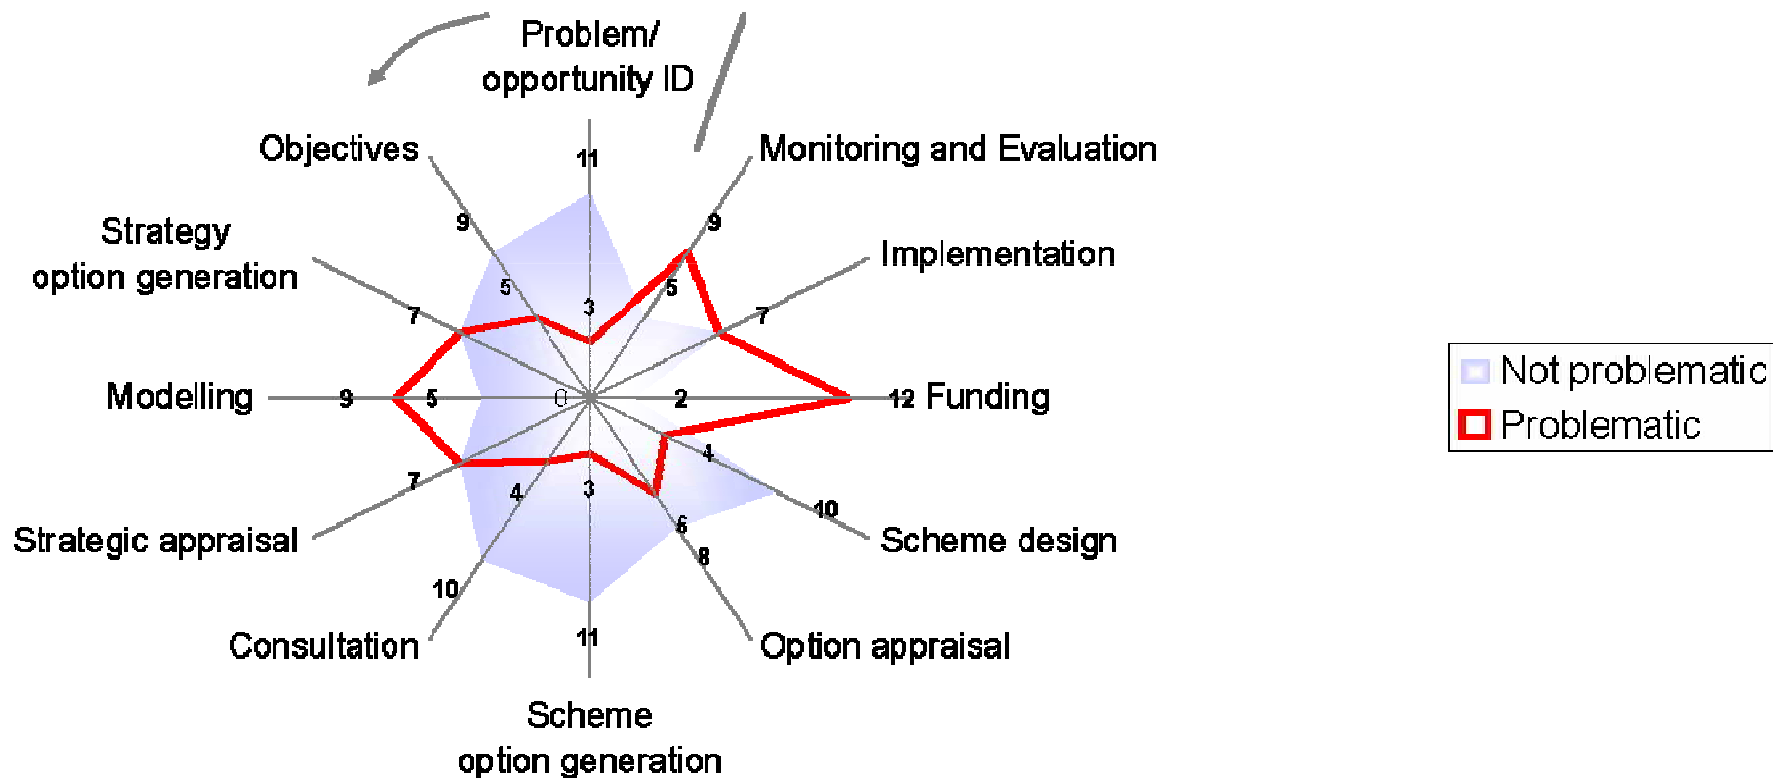 Problem/
opportunity ID
Objectives
11
Monitoring and Evaluation
9
9
Strategy
option generation
Implementation
5
3
5
7
7
Modelling
9
5
0
2
12
Funding
Not problematic
Problematic
7
4
3
4
10
6
Strategic appraisal
Scheme design
8
10
Consultation
11
Option appraisal
Scheme
option generation